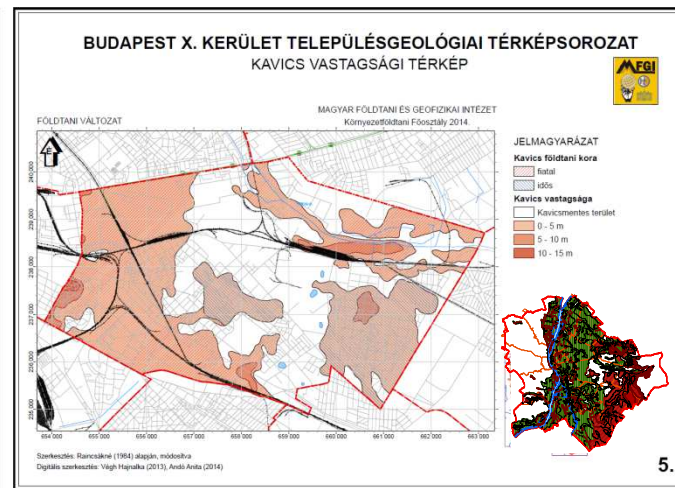 BUDAPEST X. KERÜLET TELEPÜLÉSGEOLÓGIAI TÉRKÉPSOROZAT
KAVICS VASTAGSÁGI TÉRKÉP
MFGI
FÖLDTANI VÁLTOZAT
MAGYAR FÖLDTANI ÉS GEOFIZIKAI INTÉZET
Környezetföldtani Főosztály 2014.
É
JELMAGYARÁZAT
Kavics földtani kora
fiatal
idős
Kavics vastagsága
Kavicsmentes terület
0 - 5 m
5 - 10 m
10 - 15 m
240 000
239 000
238 000
237 000
236 000
235 000
654 000 655 000 656 000 657 000 658 000 659 000 660 000 661 000 662 000 663 000
Szerkesztés: Raincsákné (1984) alapján, módosítva
Digitális szerkesztés: Végh Hajnalka (2013), Andó Anita (2014)
5.